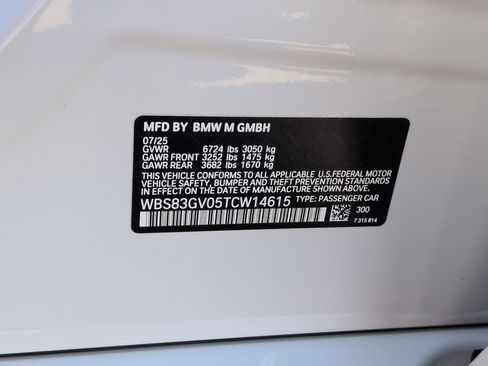 MFD BY BMW M GMBH
07/25
GVWR 6724 lbs 3050 kg
GAWR FRONT 3252 lbs 1475 kg
GAWR REAR 3682 lbs 1670 kg
THIS VEHICLE CONFORMS TO ALL APPLICABLE U.S.FEDERAL MOTOR
VEHICLE SAFETY, BUMPER AND THEFT PREVENTION STANDARDS
IN EFFECT ON THE DATE OF MANUFACTURE SHOWN ABOVE.
WBS83GV05TCW14615 TYPE: PASSENGER CAR
300
7 315 814